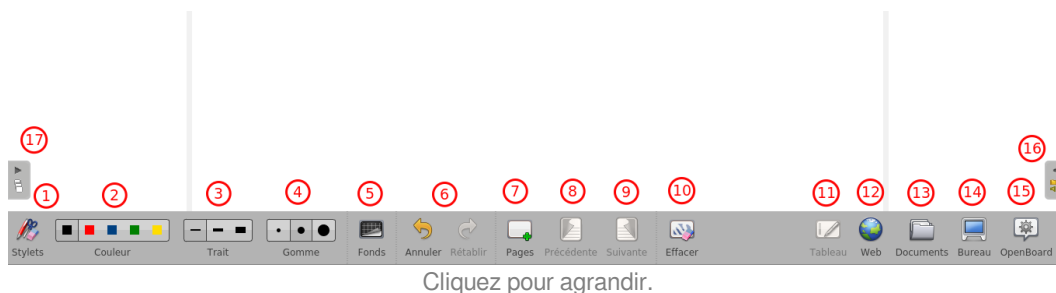 17
16
1 2 3 4 5 6 7 8 9 10 11 12 13 14 15
Stylets Couleur Trait Gomme Fonds Annuler Rétablir Pages Précédente Suivante Effacer Tableau Web Documents Bureau OpenBoard
Cliquez pour agrandir.